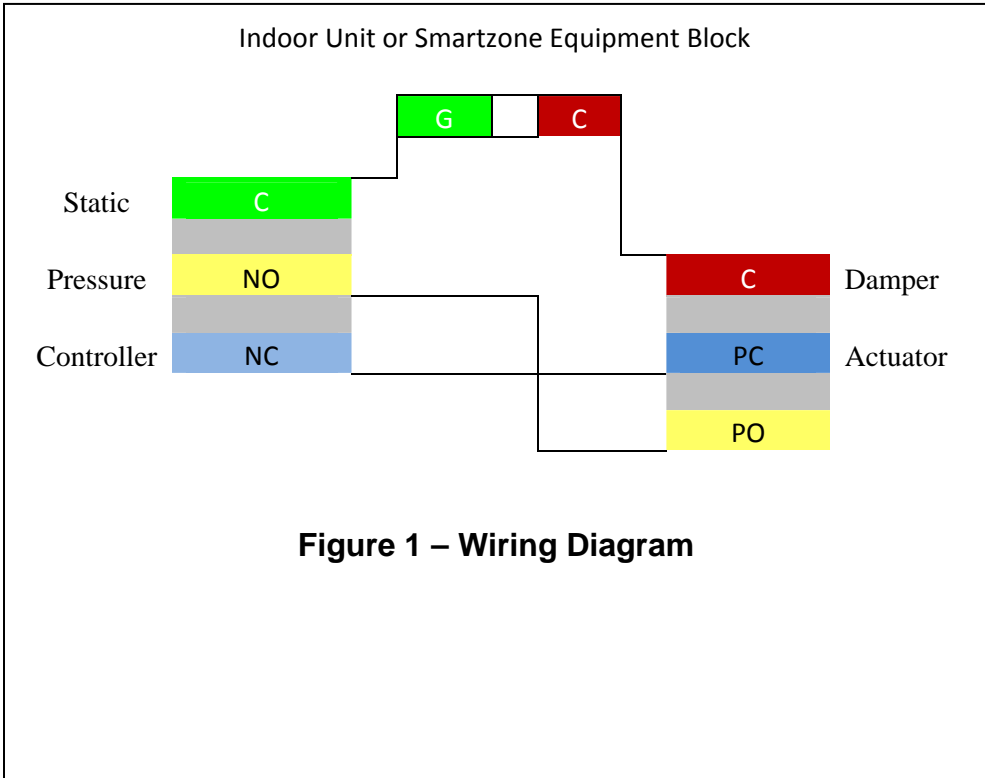 Indoor Unit or Smartzone Equipment Block
G C
Static C
Pressure NO
Controller NC
C Damper
PC Actuator
PO
Figure 1 – Wiring Diagram